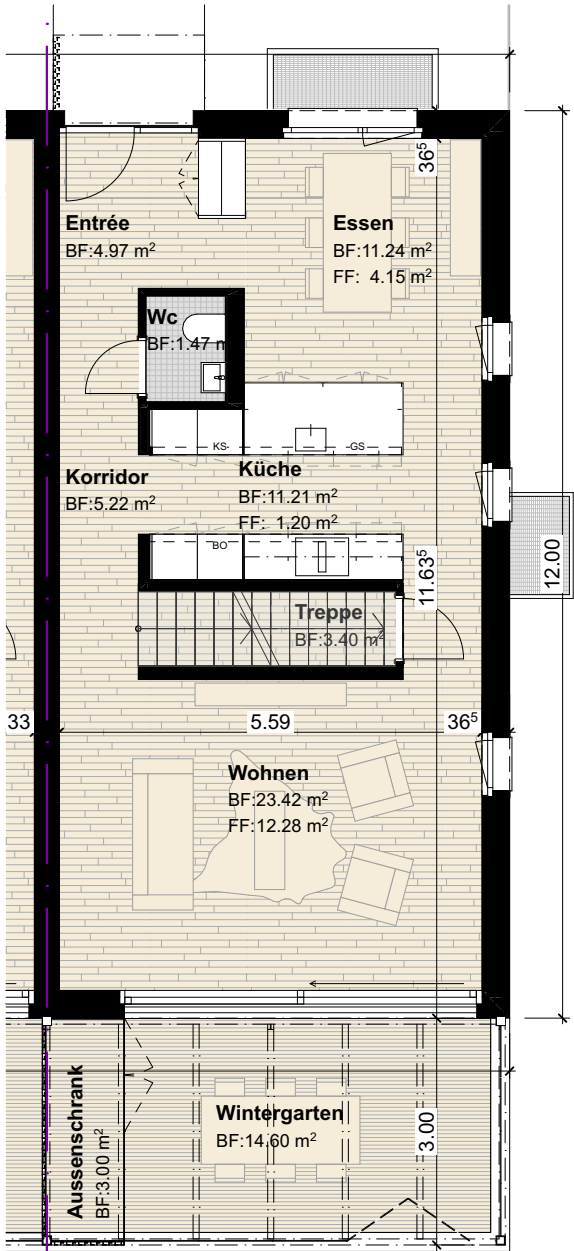 36⁵
Entrée
BF:4.97 m²
Essen
BF:11.24 m²
FF: 4.15 m²
Wc
BF:1.47 m
KS
GS
Korridor
BF:5.22 m²
Küche
BF:11.21 m²
FF: 1.20 m²
BO
11.63⁵
12.00
Treppe
BF:3.40 m²
33
5.59
36⁵
Wohnen
BF:23.42 m²
FF:12.28 m²
Aussenschrank
BF:3.00 m²
Wintergarten
BF:14.60 m²
3.00